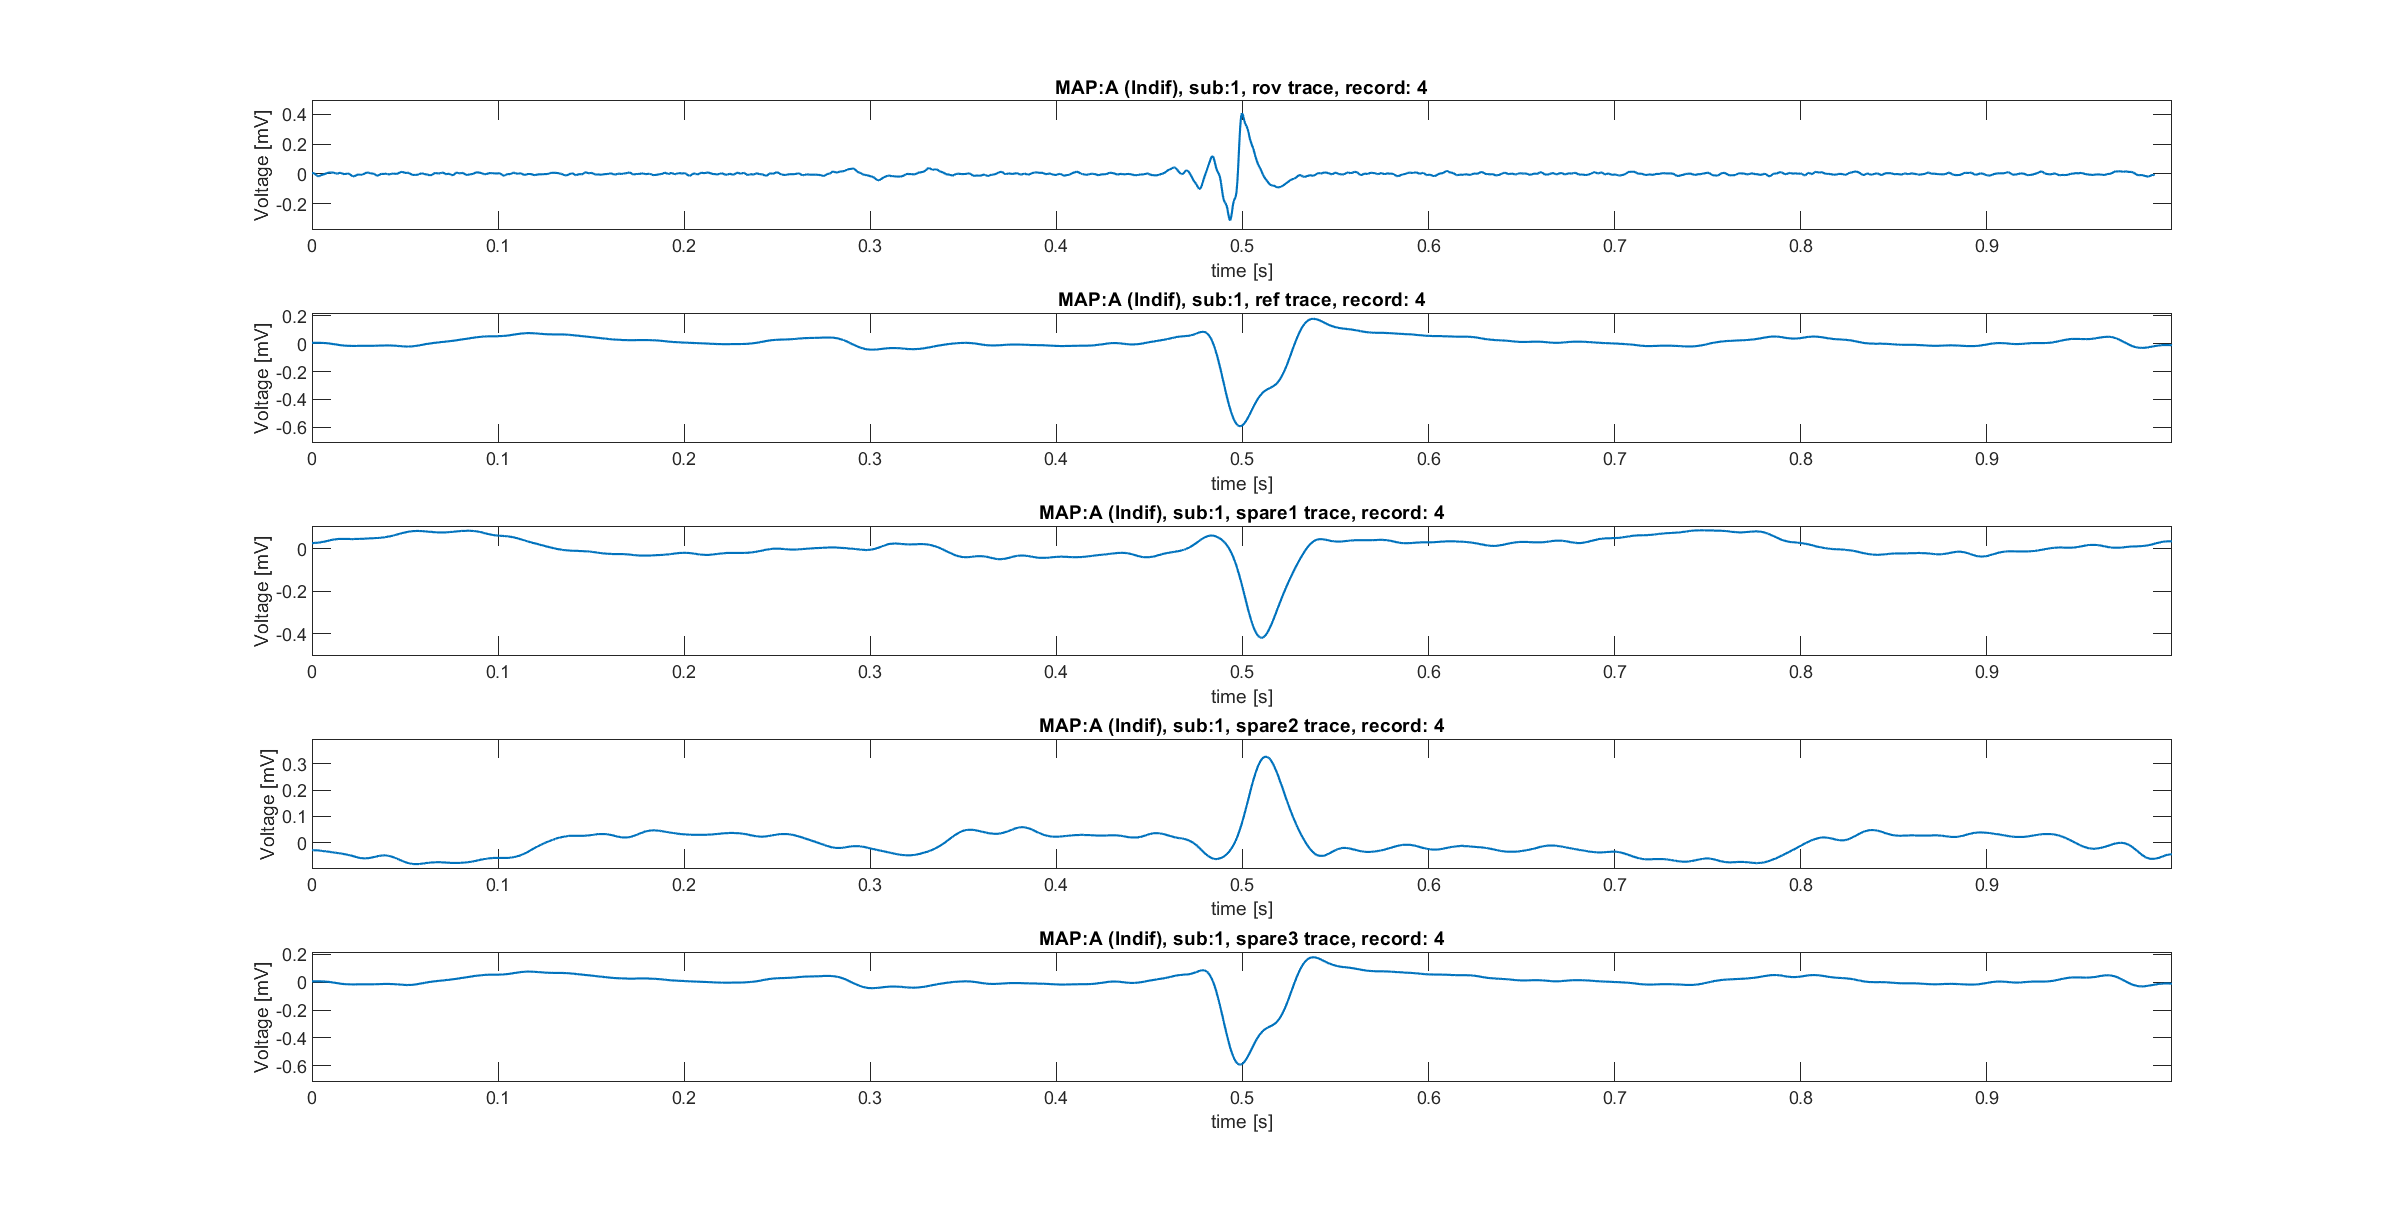 MAP:A (Indif), sub:1, rov trace, record: 4
Voltage [mV]
0.4
0.2
0
-0.2
0 0.1 0.2 0.3 0.4 0.5 0.6 0.7 0.8 0.9
time [s]
MAP:A (Indif), sub:1, ref trace, record: 4
Voltage [mV]
0.2
0
-0.2
-0.4
-0.6
0 0.1 0.2 0.3 0.4 0.5 0.6 0.7 0.8 0.9
time [s]
MAP:A (Indif), sub:1, spare1 trace, record: 4
Voltage [mV]
0
-0.2
-0.4
0 0.1 0.2 0.3 0.4 0.5 0.6 0.7 0.8 0.9
time [s]
MAP:A (Indif), sub:1, spare2 trace, record: 4
Voltage [mV]
0.3
0.2
0.1
0
0 0.1 0.2 0.3 0.4 0.5 0.6 0.7 0.8 0.9
time [s]
MAP:A (Indif), sub:1, spare3 trace, record: 4
Voltage [mV]
0.2
0
-0.2
-0.4
-0.6
0 0.1 0.2 0.3 0.4 0.5 0.6 0.7 0.8 0.9
time [s]